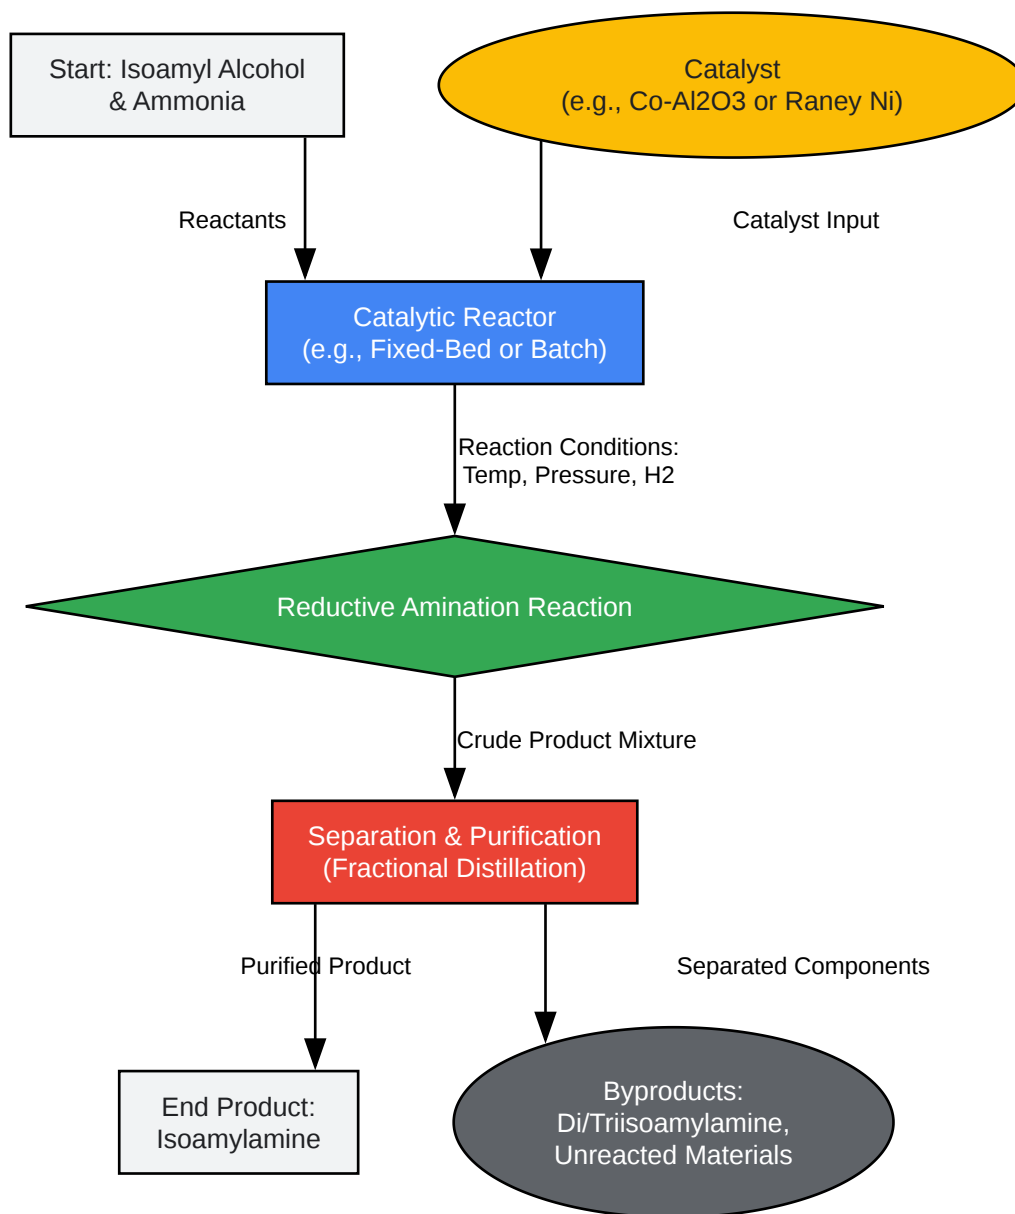 Start: Isoamyl Alcohol
& Ammonia
Catalyst
(e.g., Co-Al2O3 or Raney Ni)
Reactants
Catalyst Input
Catalytic Reactor
(e.g., Fixed-Bed or Batch)
Reaction Conditions:
Temp, Pressure, H2
Reductive Amination Reaction
Crude Product Mixture
Separation & Purification
(Fractional Distillation)
Purified Product
Separated Components
End Product:
Isoamylamine
Byproducts:
Di/Triisoamylamine,
Unreacted Materials